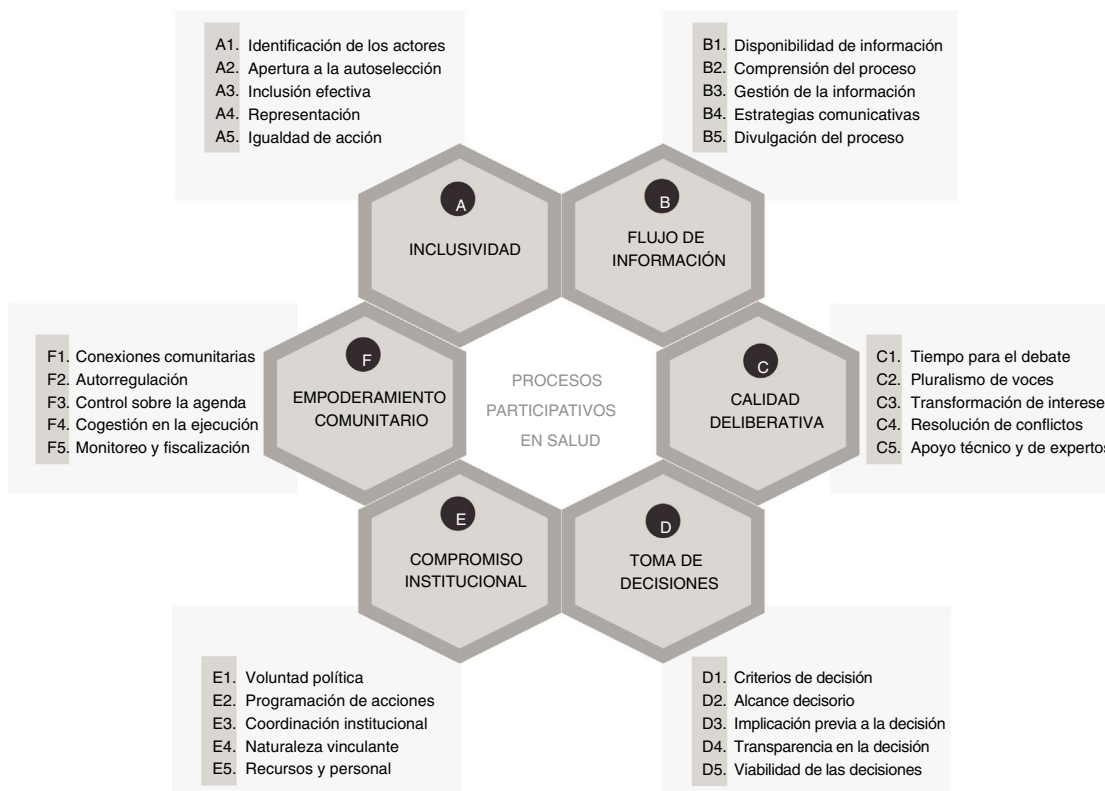 A1. Identificación de los actores
A2. Apertura a la autoselección
A3. Inclusión efectiva
A4. Representación
A5. Igualdad de acción
B1. Disponibilidad de información
B2. Comprensión del proceso
B3. Gestión de la información
B4. Estrategias comunicativas
B5. Divulgación del proceso
A
INCLUSIVIDAD
B
FLUJO DE
INFORMACIÓN
F1. Conexiones comunitarias
F2. Autorregulación
F3. Control sobre la agenda
F4. Cogestión en la ejecución
F5. Monitoreo y fiscalización
F
EMPODERAMIENTO
COMUNITARIO
PROCESOS
PARTICIPATIVOS
EN SALUD
C
CALIDAD
DELIBERATIVA
C1. Tiempo para el debate
C2. Pluralismo de voces
C3. Transformación de interese
C4. Resolución de conflictos
C5. Apoyo técnico y de expertos
E
COMPROMISO
INSTITUCIONAL
D
TOMA DE
DECISIONES
E1. Voluntad política
E2. Programación de acciones
E3. Coordinación institucional
E4. Naturaleza vinculante
E5. Recursos y personal
D1. Criterios de decisión
D2. Alcance decisorio
D3. Implicación previa a la decisión
D4. Transparencia en la decisión
D5. Viabilidad de las decisiones